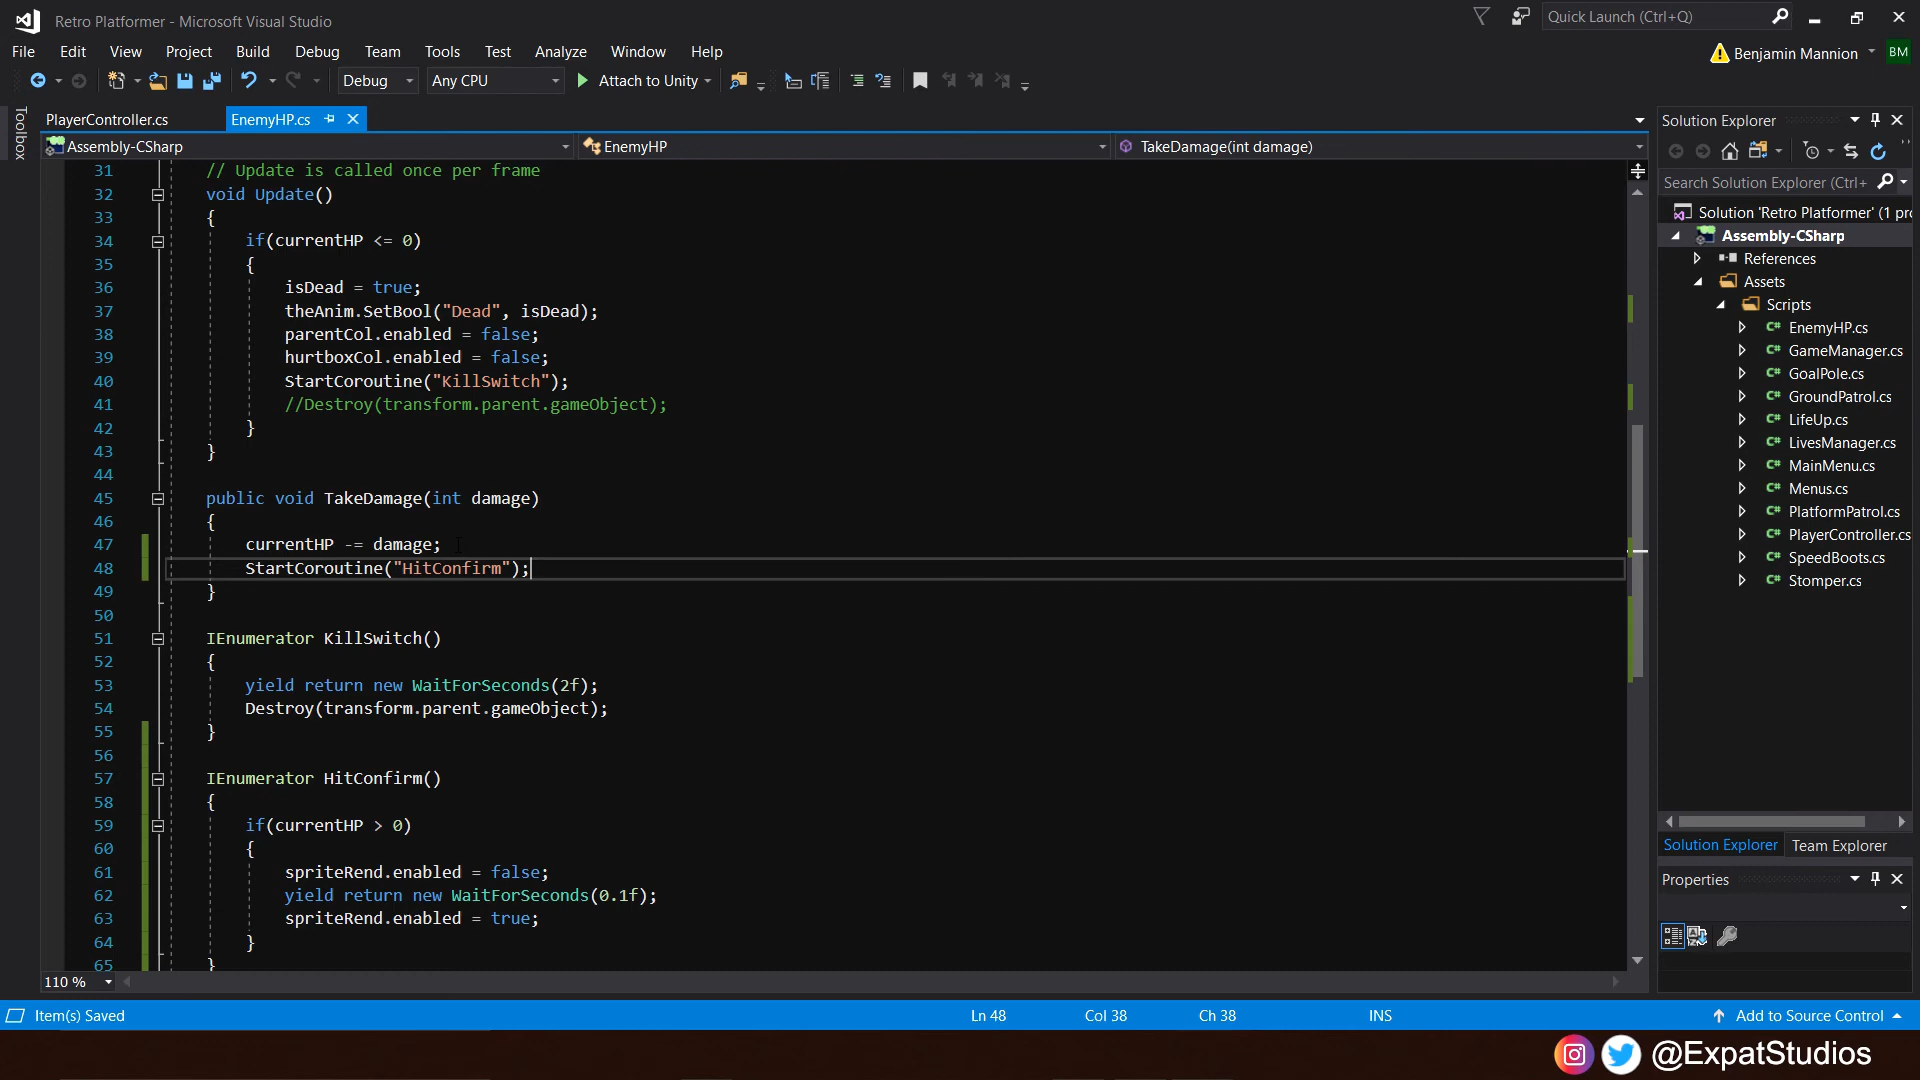 Retro Platformer - Microsoft Visual Studio
Quick Launch (Ctrl+Q)
File Edit View Project Build Debug Team Tools Test Analyze Window Help
Benjamin Mannion BM
Debug Any CPU Attach to Unity
Toolbox
PlayerController.cs EnemyHP.cs
Assembly-CSharp EnemyHP TakeDamage(int damage)
31 // Update is called once per frame
32 void Update()
33 {
34 if(currentHP <= 0)
35 {
36 isDead = true;
37 theAnim.SetBool("Dead", isDead);
38 parentCol.enabled = false;
39 hurtboxCol.enabled = false;
40 StartCoroutine("KillSwitch");
41 //Destroy(transform.parent.gameObject);
42 }
43 }
44
45 public void TakeDamage(int damage)
46 {
47 currentHP -= damage;
48 StartCoroutine("HitConfirm");
49 }
50
51 IEnumerator KillSwitch()
52 {
53 yield return new WaitForSeconds(2f);
54 Destroy(transform.parent.gameObject);
55 }
56
57 IEnumerator HitConfirm()
58 {
59 if(currentHP > 0)
60 {
61 spriteRend.enabled = false;
62 yield return new WaitForSeconds(0.1f);
63 spriteRend.enabled = true;
64 }
65 }
110 %
Solution Explorer
Search Solution Explorer (Ctrl+
Solution 'Retro Platformer' (1 pro
Assembly-CSharp
References
Assets
Scripts
C# EnemyHP.cs
C# GameManager.cs
C# GoalPole.cs
C# GroundPatrol.cs
C# LifeUp.cs
C# LivesManager.cs
C# MainMenu.cs
C# Menus.cs
C# PlatformPatrol.cs
C# PlayerController.cs
C# SpeedBoots.cs
C# Stomper.cs
Solution Explorer Team Explorer
Properties
Item(s) Saved Ln 48 Col 38 Ch 38 INS Add to Source Control
@ExpatStudios